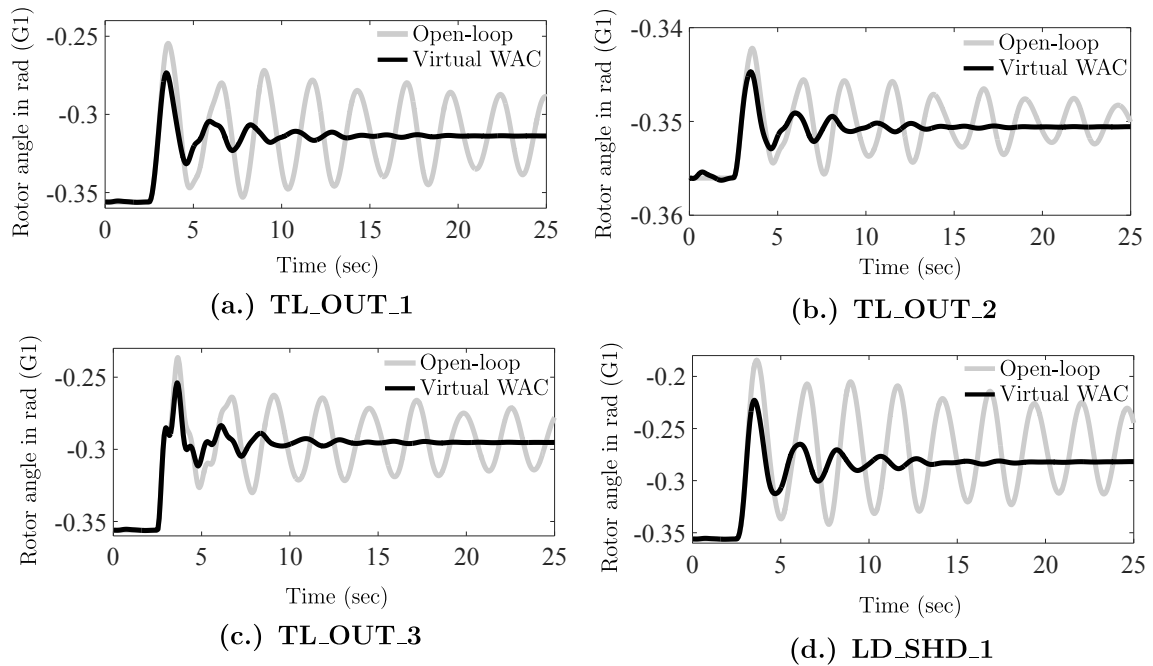 Rotor angle in rad (G1)
-0.25
-0.3
-0.35
Open-loop
Virtual WAC
0 5 10 15 20 25
Time (sec)
(a.) TL_OUT_1
Rotor angle in rad (G1)
-0.34
-0.35
-0.36
Open-loop
Virtual WAC
0 5 10 15 20 25
Time (sec)
(b.) TL_OUT_2
Rotor angle in rad (G1)
-0.25
-0.3
-0.35
Open-loop
Virtual WAC
0 5 10 15 20 25
Time (sec)
(c.) TL_OUT_3
Rotor angle in rad (G1)
-0.2
-0.25
-0.3
-0.35
Open-loop
Virtual WAC
0 5 10 15 20 25
Time (sec)
(d.) LD_SHD_1